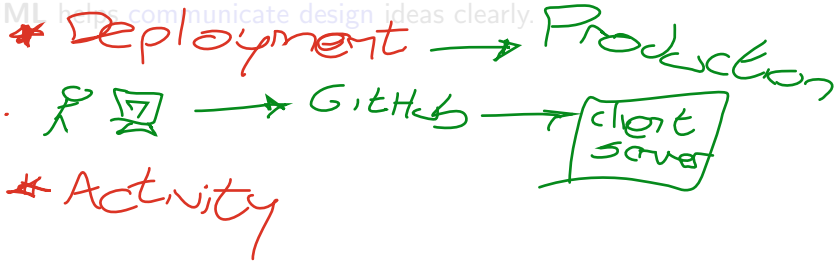 ML helps communicate design ideas clearly.
* Deployment → Production
→ GitHub → client
server
* Activity